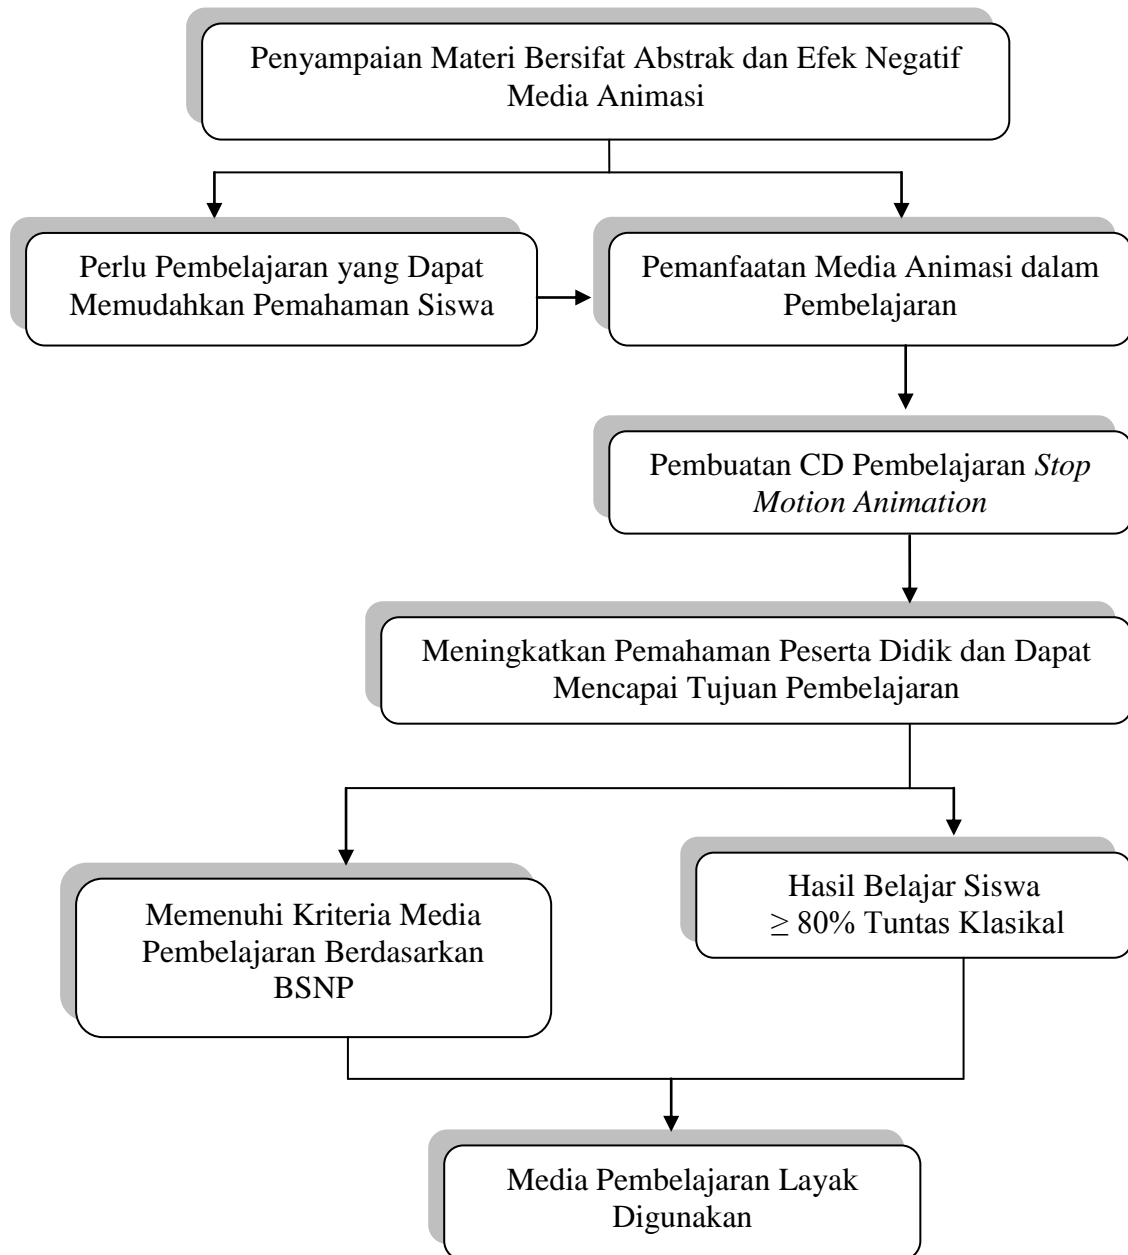 Penyampaian Materi Bersifat Abstrak dan Efek Negatif
Media Animasi
Perlu Pembelajaran yang Dapat
Memudahkan Pemahaman Siswa
Pemanfaatan Media Animasi dalam
Pembelajaran
Pembuatan CD Pembelajaran Stop
Motion Animation
Meningkatkan Pemahaman Peserta Didik dan Dapat
Mencapai Tujuan Pembelajaran
Memenuhi Kriteria Media
Pembelajaran Berdasarkan
BSNP
Hasil Belajar Siswa
≥ 80% Tuntas Klasikal
Media Pembelajaran Layak
Digunakan